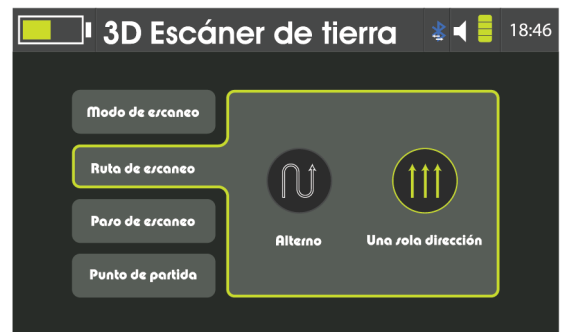 3D Escáner de tierra
18:46
Modo de escaneo
Ruta de escaneo
Paso de escaneo
Punto de partida
Alterno
Una sola dirección